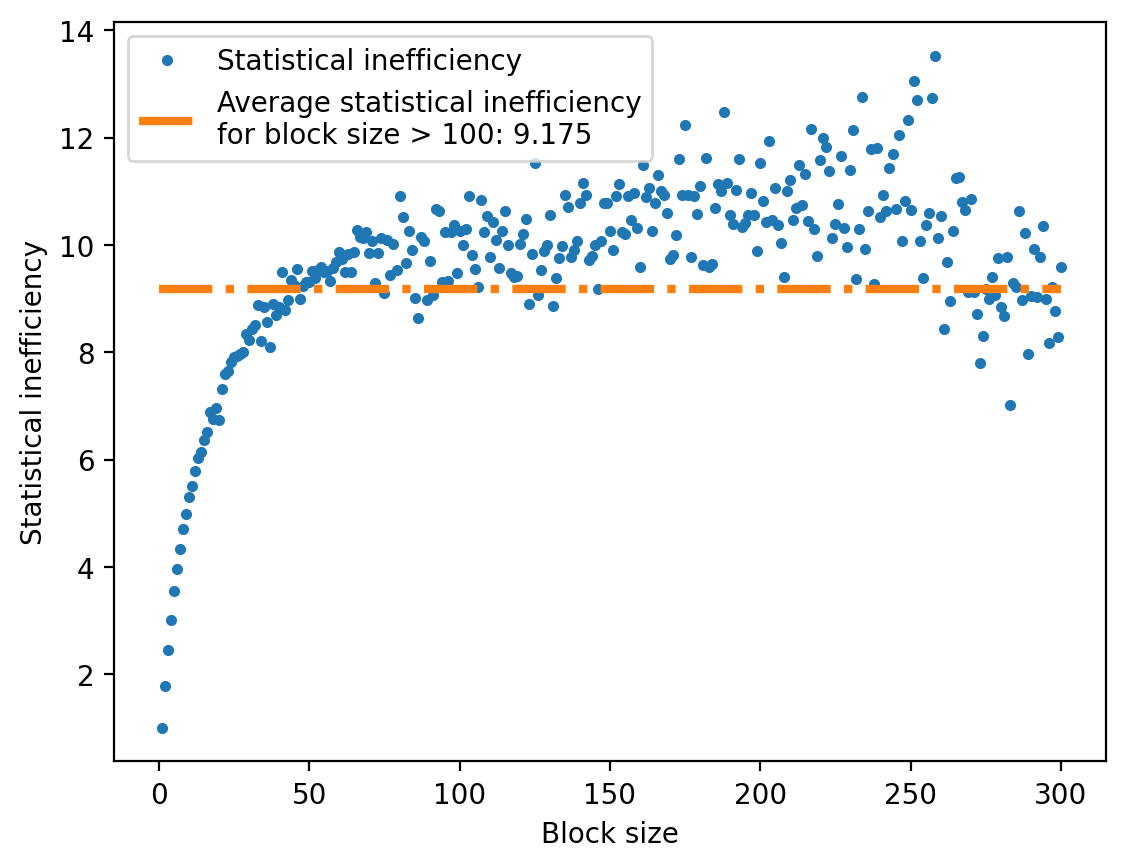 14
12
10
8
6
4
2
Statistical inefficiency
Statistical inefficiency
Average statistical inefficiency
for block size > 100: 9.175
0 50 100 150 200 250 300
Block size